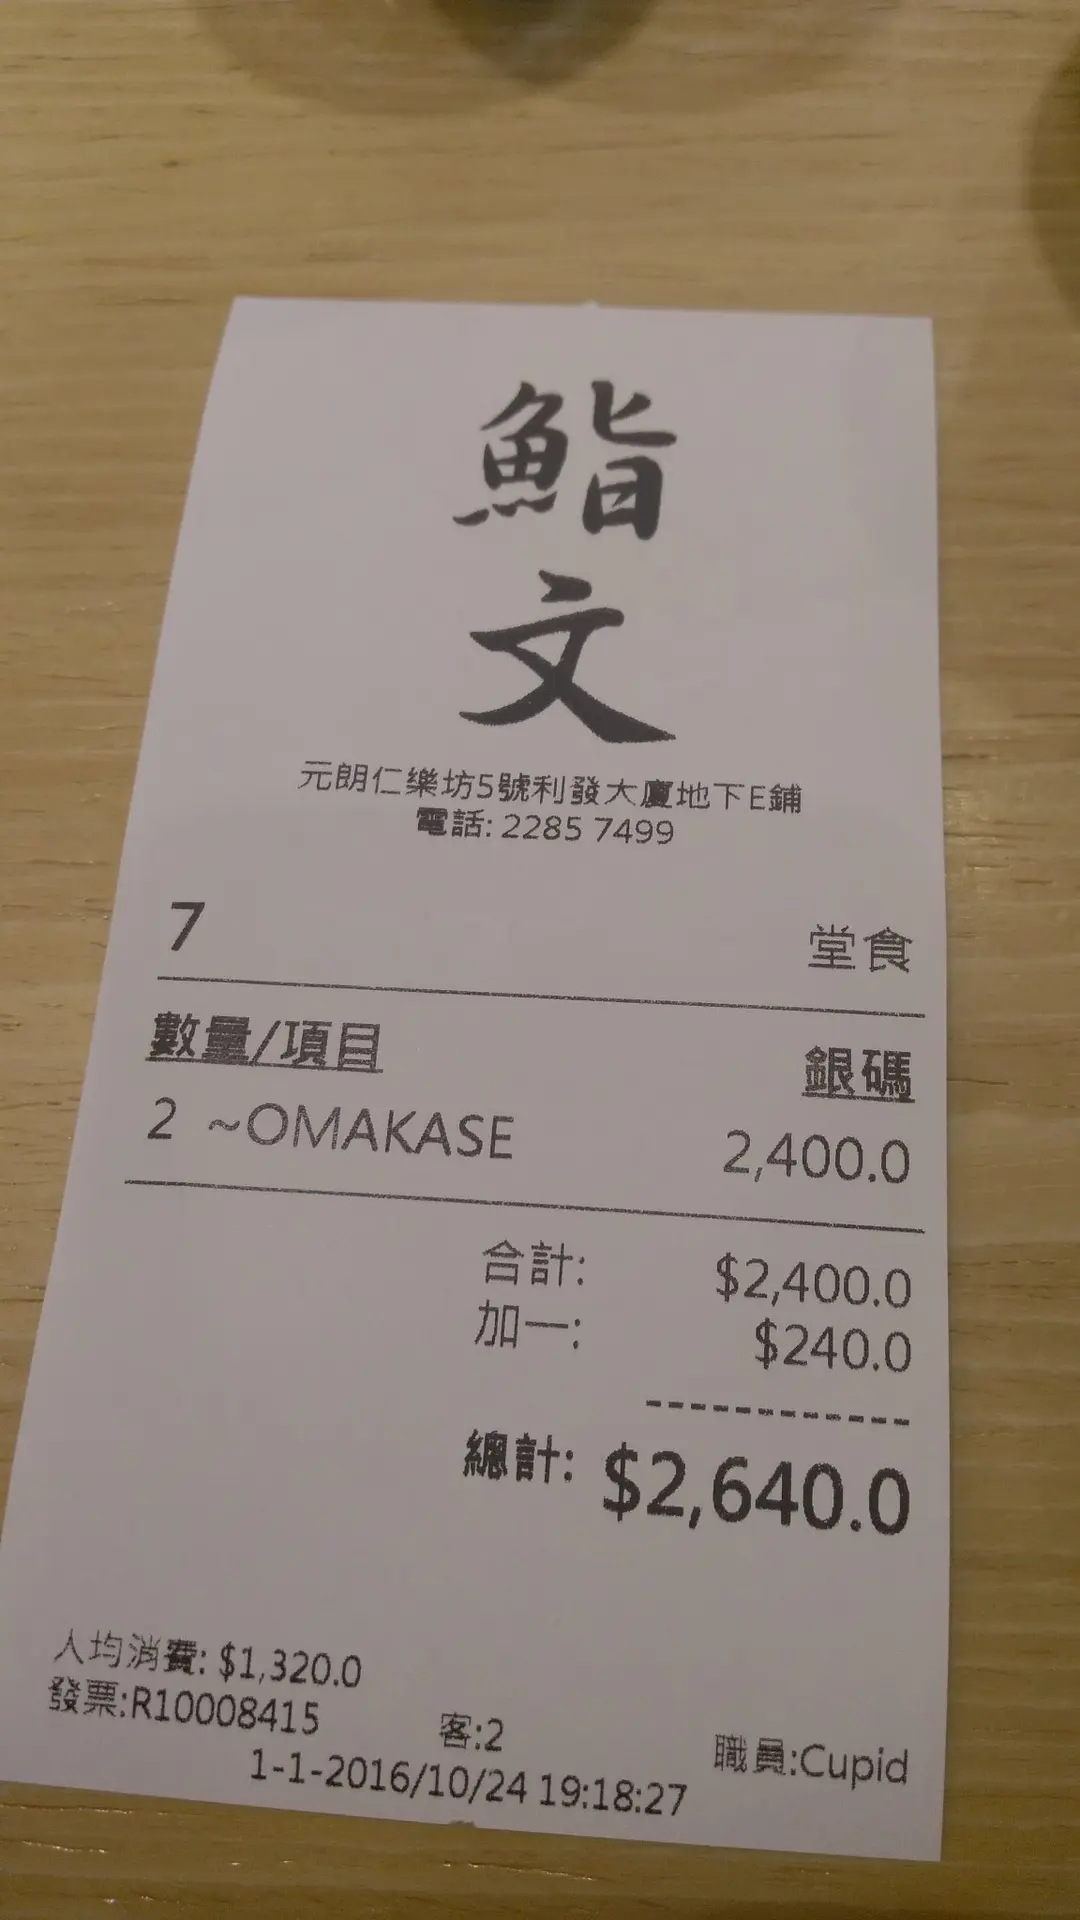 鮨
文
元朗仁樂坊5號利發大廈地下E鋪
電話: 2285 7499
7 堂食
數量/項目 銀碼
2 ~OMAKASE 2,400.0
合計: $2,400.0
加一: $240.0
------------
總計: $2,640.0
人均消費: $1,320.0
發票:R10008415 客:2 職員:Cupid
1-1-2016/10/24 19:18:27